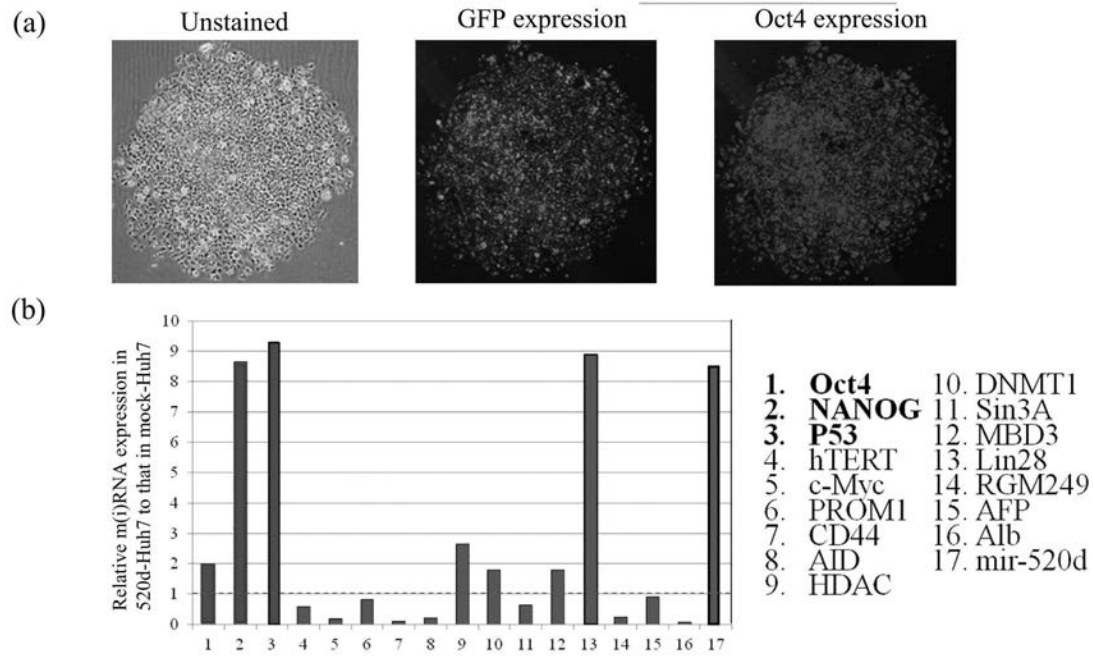 (a)
Unstained
GFP expression
Oct4 expression
(b)
Relative m(i)RNA expression in
520d-Huh7 to that in mock-Huh7
10
9
8
7
6
5
4
3
2
1
0
1 2 3 4 5 6 7 8 9 10 11 12 13 14 15 16 17
1. Oct4
2. NANOG
3. P53
4. hTERT
5. c-Myc
6. PROM1
7. CD44
8. AID
9. HDAC
10. DNMT1
11. Sin3A
12. MBD3
13. Lin28
14. RGM249
15. AFP
16. Alb
17. mir-520d